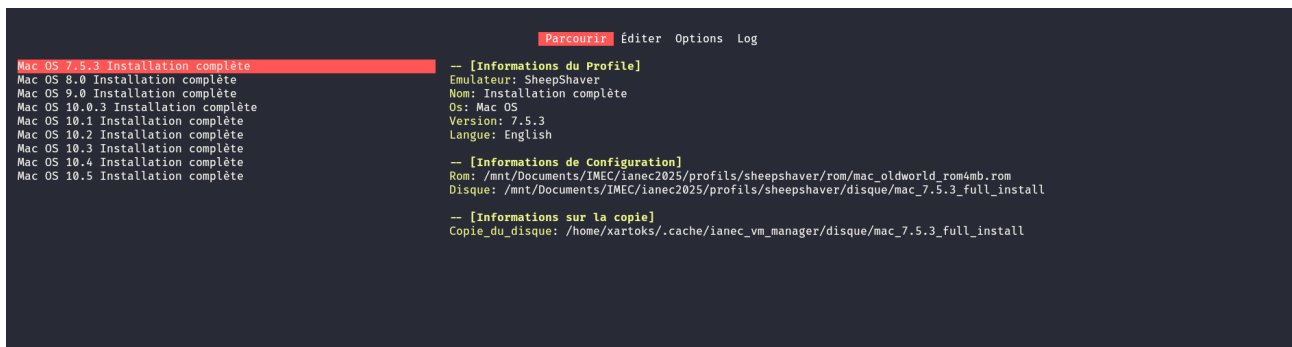 Parcourir Éditer Options Log
Mac OS 7.5.3 Installation complète
Mac OS 8.0 Installation complète
Mac OS 9.0 Installation complète
Mac OS 10.0.3 Installation complète
Mac OS 10.1 Installation complète
Mac OS 10.2 Installation complète
Mac OS 10.3 Installation complète
Mac OS 10.4 Installation complète
Mac OS 10.5 Installation complète
-- [Informations du Profile]
Emulateur: SheepShaver
Nom: Installation complète
Os: Mac OS
Version: 7.5.3
Langue: English
-- [Informations de Configuration]
Rom: /mnt/Documents/IMEC/ianec2025/profils/sheepshaver/rom/mac_oldworld_rom4mb.rom
Disque: /mnt/Documents/IMEC/ianec2025/profils/sheepshaver/disque/mac_7.5.3_full_install
-- [Informations sur la copie]
Copie_du_disque: /home/xartoks/.cache/ianec_vm_manager/disque/mac_7.5.3_full_install